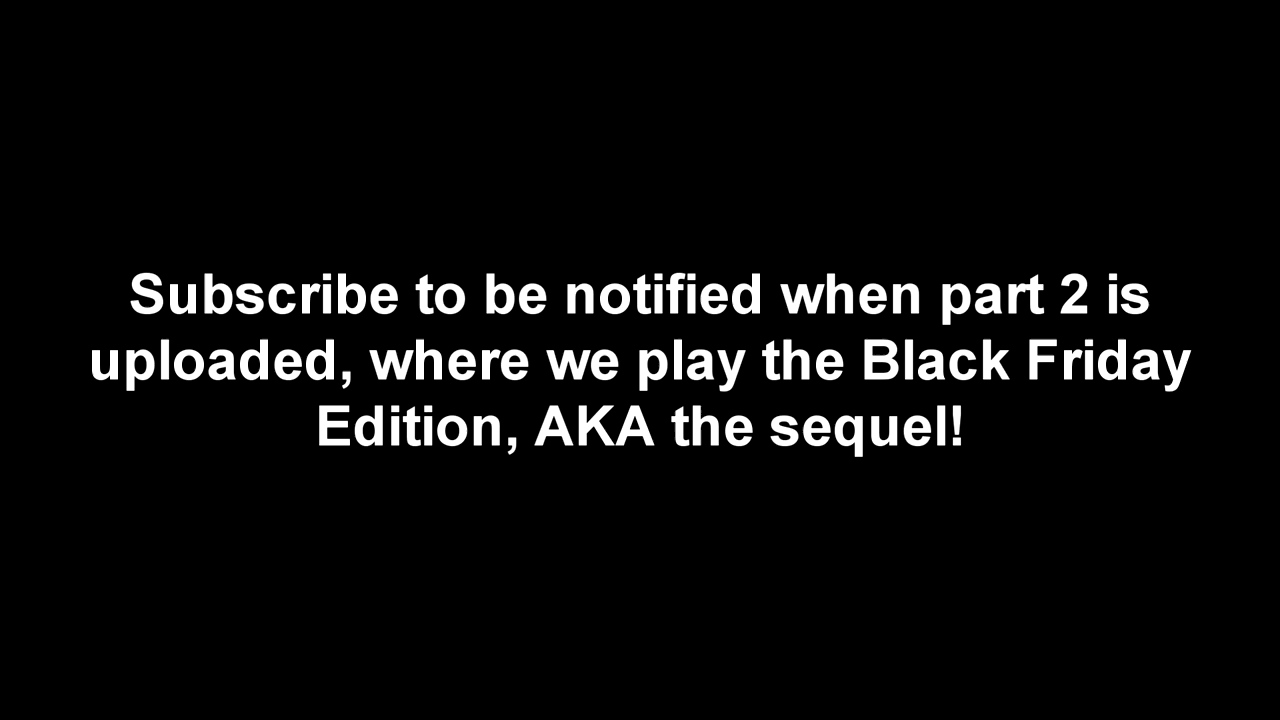 Subscribe to be notified when part 2 is
uploaded, where we play the Black Friday
Edition, AKA the sequel!